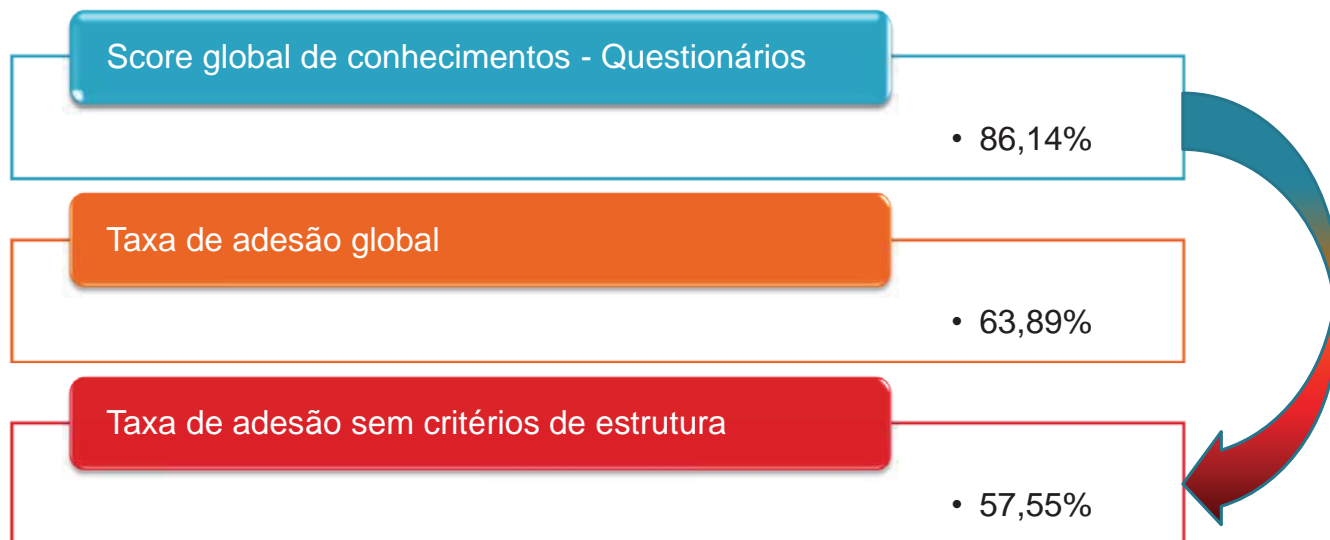 Score global de conhecimentos - Questionários
• 86,14%
Taxa de adesão global
• 63,89%
Taxa de adesão sem critérios de estrutura
• 57,55%